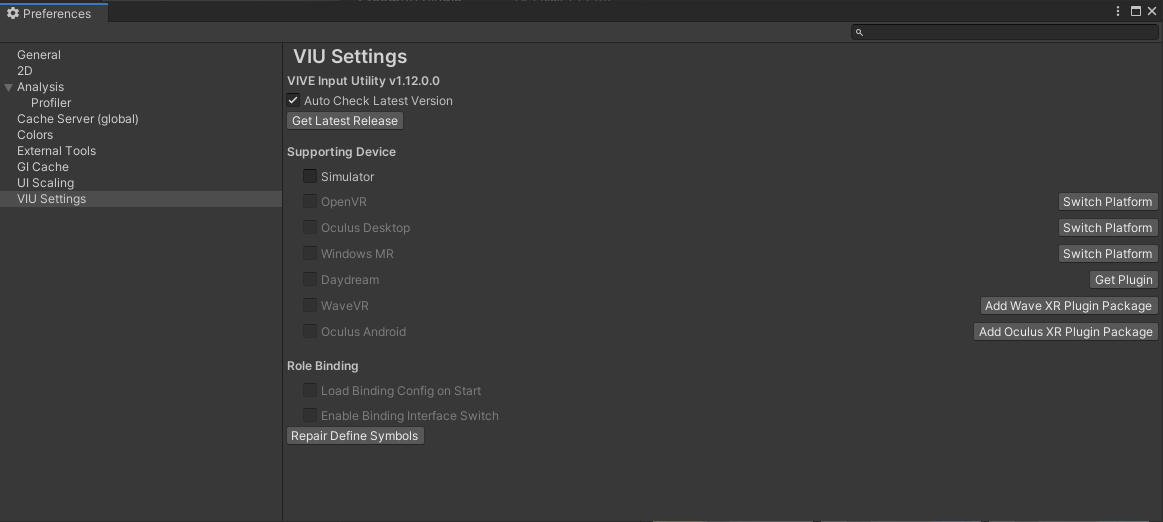 Preferences
General
2D
Analysis
Profiler
Cache Server (global)
Colors
External Tools
GI Cache
UI Scaling
VIU Settings
VIU Settings
VIVE Input Utility v1.12.0.0
Auto Check Latest Version
Get Latest Release
Supporting Device
Simulator
OpenVR Switch Platform
Oculus Desktop Switch Platform
Windows MR Switch Platform
Daydream Get Plugin
WaveVR Add Wave XR Plugin Package
Oculus Android Add Oculus XR Plugin Package
Role Binding
Load Binding Config on Start
Enable Binding Interface Switch
Repair Define Symbols